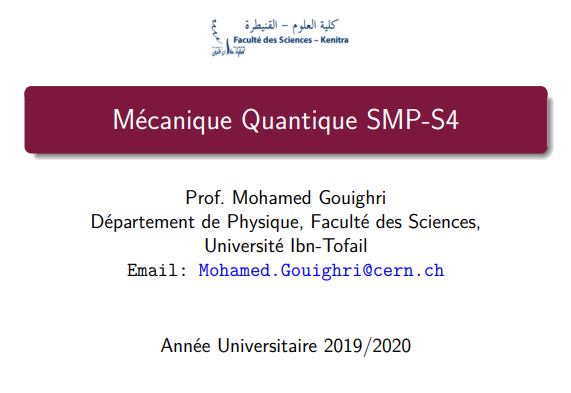 كلية العلوم – القنيطرة
Faculté des Sciences – Kenitra
Mécanique Quantique SMP-S4
Prof. Mohamed Gouighri
Département de Physique, Faculté des Sciences,
Université Ibn-Tofail
Email: Mohamed.Gouighri@cern.ch
Année Universitaire 2019/2020